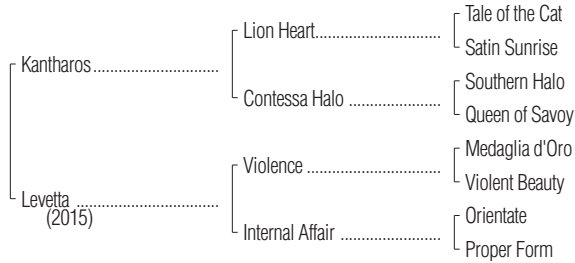 Tale of the Cat
Lion Heart
Satin Sunrise
Kantharos
Southern Halo
Contessa Halo
Queen of Savoy
Medaglia d'Oro
Violence
Violent Beauty
Levetta
(2015)
Orientate
Internal Affair
Proper Form